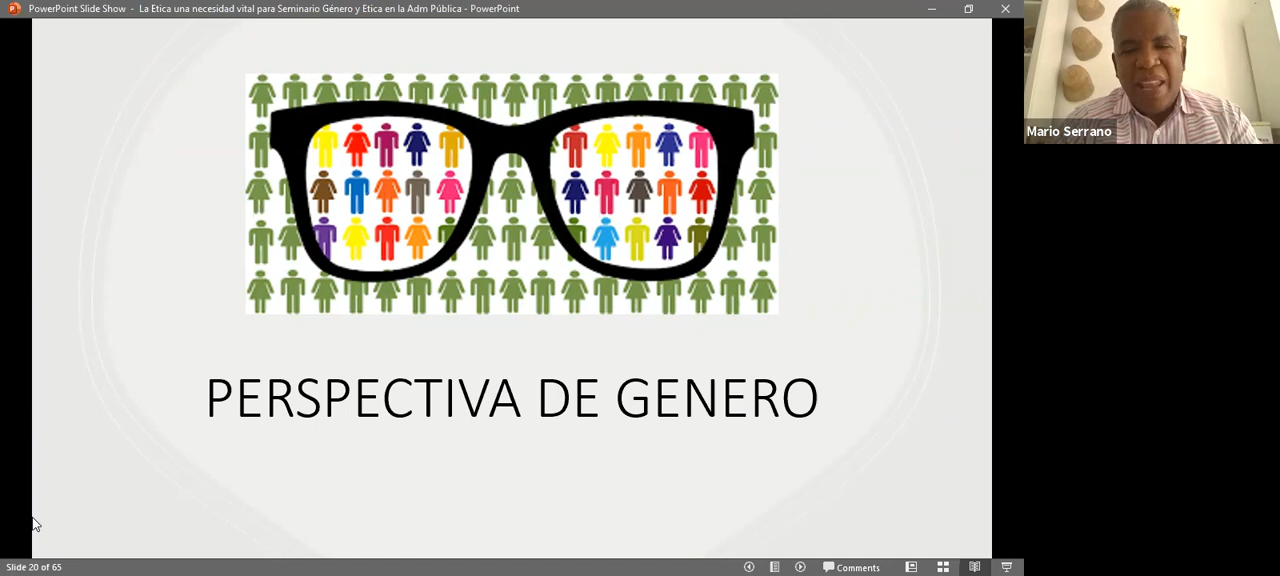 PowerPoint Slide Show - La Etica una necesidad vital para Seminario Género y Etica en la Adm Pública - PowerPoint
Mario Serrano
PERSPECTIVA DE GENERO
Slide 20 of 65
Comments